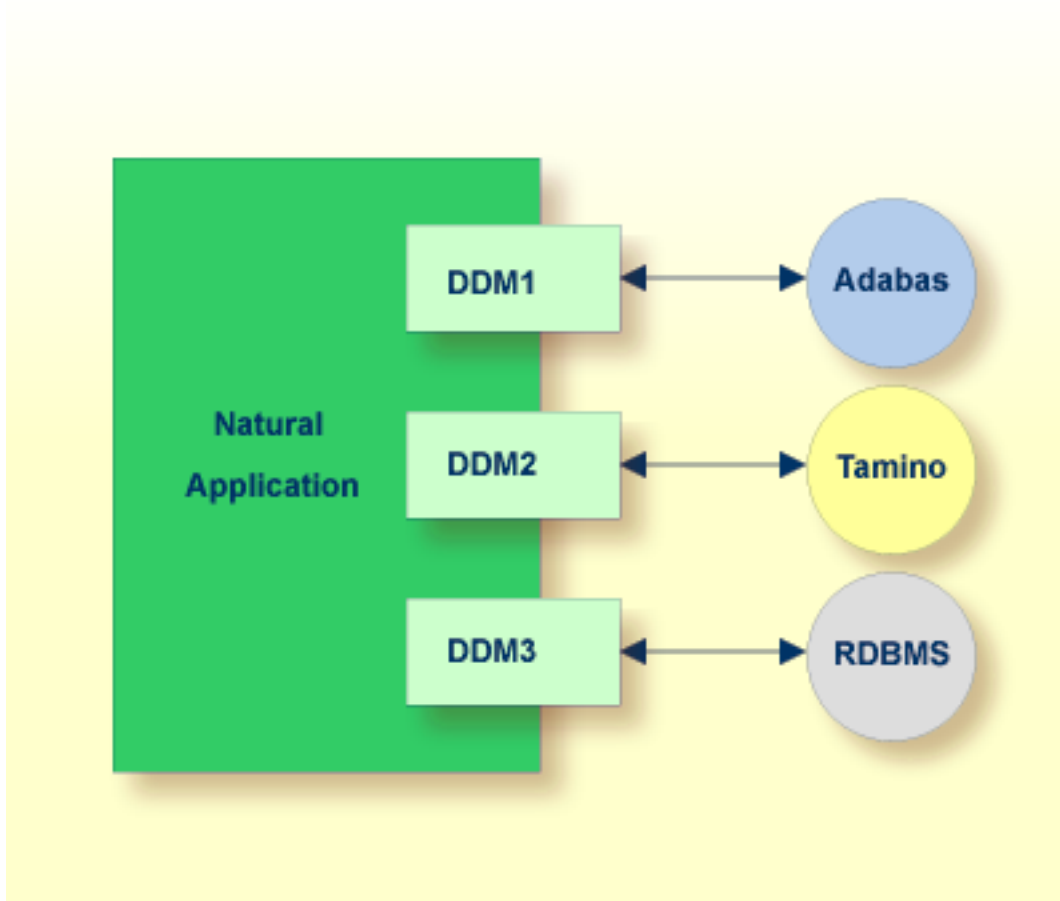 DDM1
Adabas
Natural
Application
DDM2
Tamino
DDM3
RDBMS